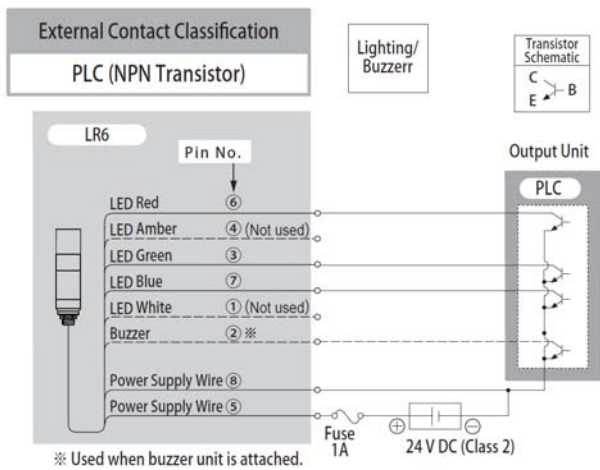 External Contact Classification
PLC (NPN Transistor)
Lighting/
Buzzerr
Transistor
Schematic
C
B
E
LR6
Pin No.
Output Unit
PLC
LED Red ⑥
LED Amber ④ (Not used)
LED Green ③
LED Blue ⑦
LED White ① (Not used)
Buzzer ② ※
Power Supply Wire ⑧
Power Supply Wire ⑤
Fuse
1A
⊕ ⊖
24 V DC (Class 2)
※ Used when buzzer unit is attached.